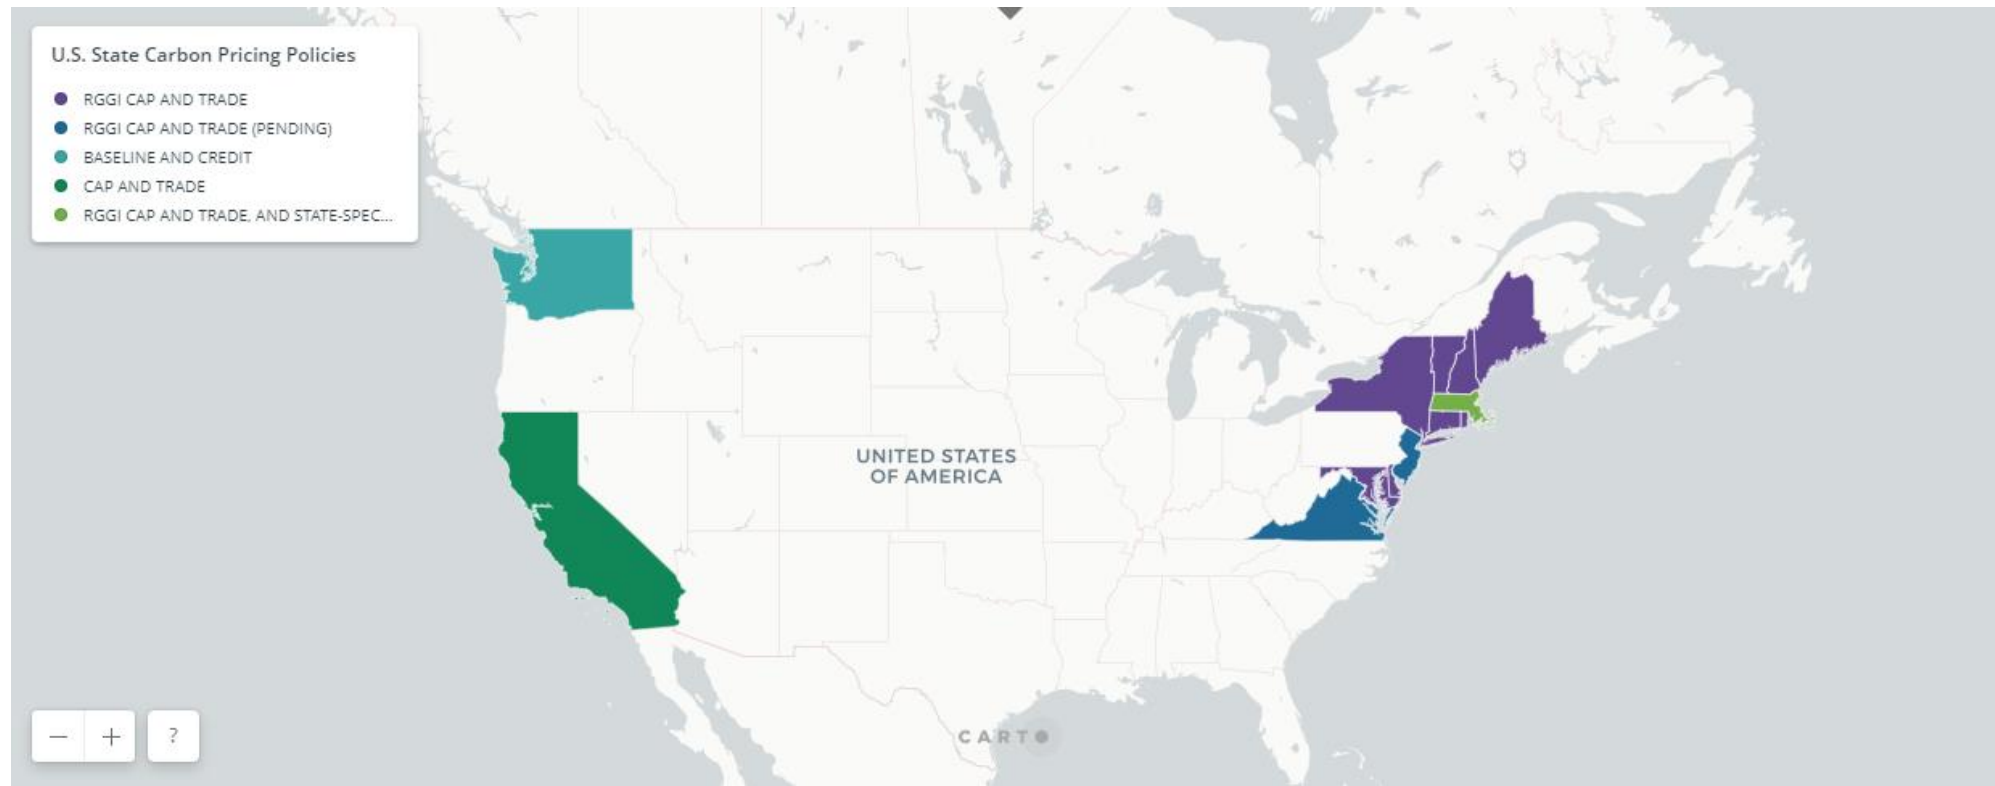 U.S. State Carbon Pricing Policies
RGGI CAP AND TRADE
RGGI CAP AND TRADE (PENDING)
BASELINE AND CREDIT
CAP AND TRADE
RGGI CAP AND TRADE, AND STATE-SPEC...
UNITED STATES
OF AMERICA
CARTO
− + ?